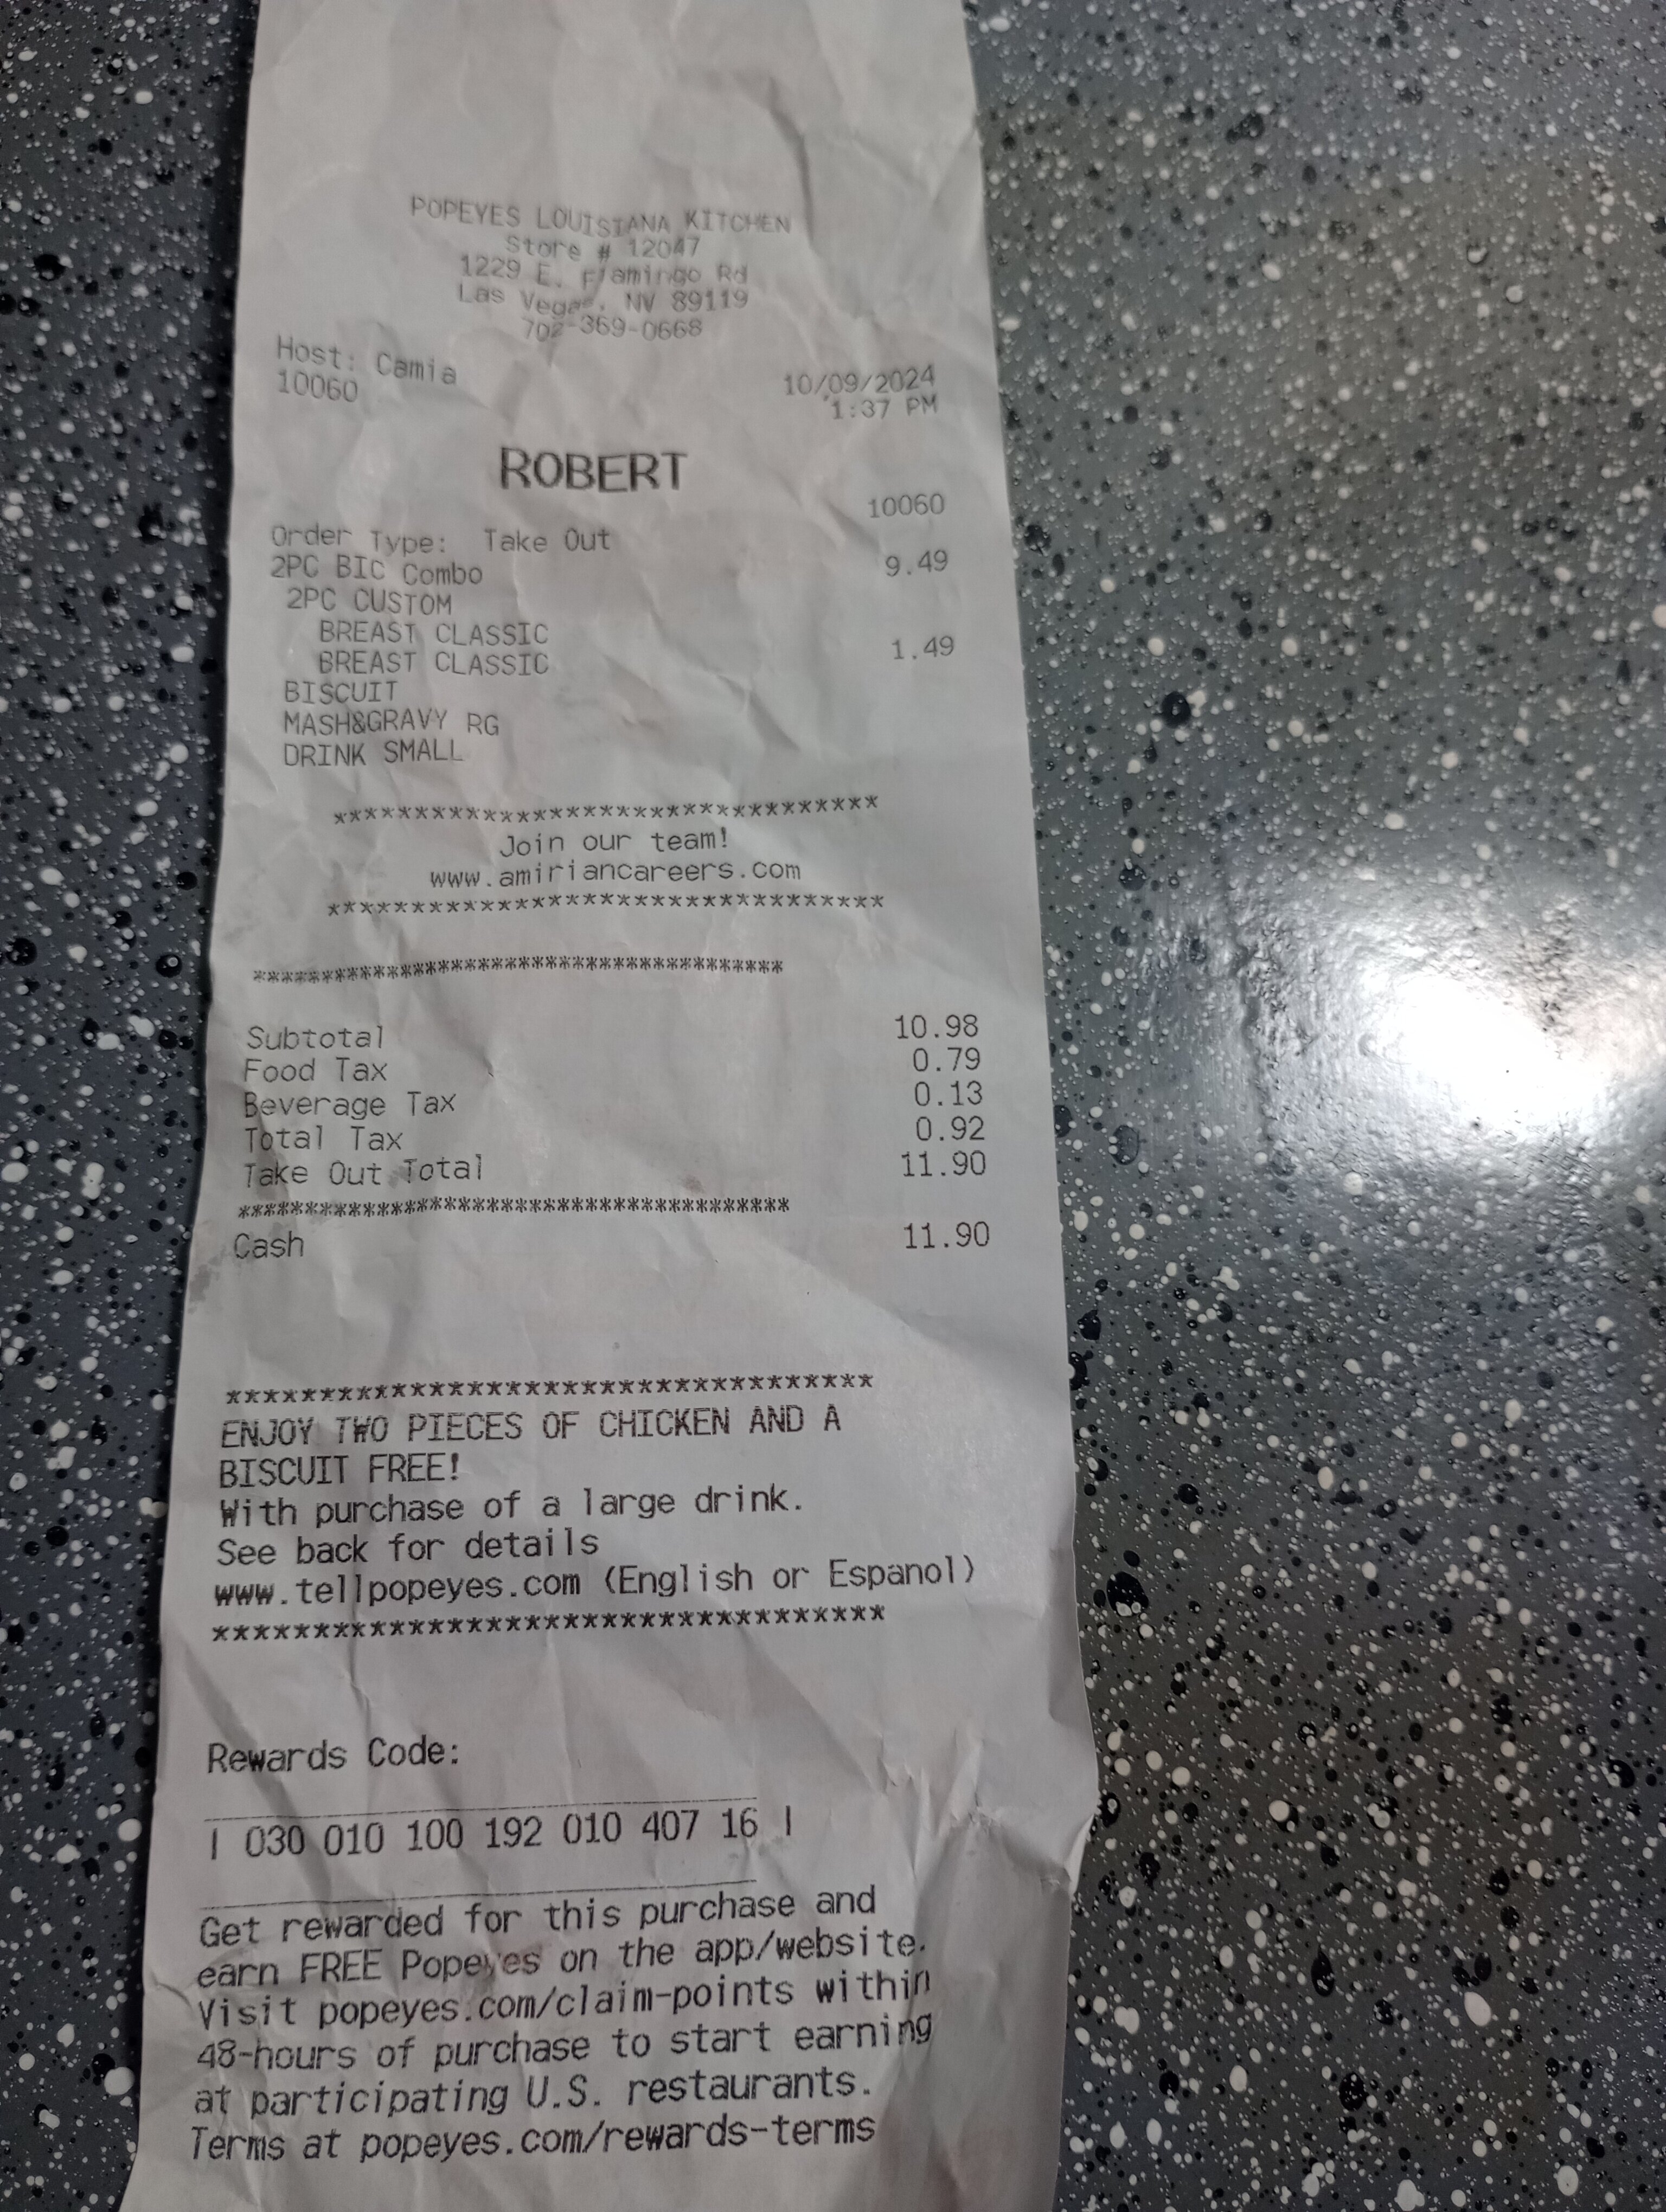 POPEYES LOUISIANA KITCHEN
Store # 12047
1229 E. Flamingo Rd
Las Vegas, NV 89119
702-369-0668
Host: Camia 10/09/2024
10060 1:37 PM
ROBERT
10060
Order Type: Take Out
2PC BIC Combo 9.49
2PC CUSTOM
BREAST CLASSIC
BREAST CLASSIC 1.49
BISCUIT
MASH&GRAVY RG
DRINK SMALL
********************************
Join our team!
www.amiriancareers.com
********************************
****************************************
Subtotal 10.98
Food Tax 0.79
Beverage Tax 0.13
Total Tax 0.92
Take Out Total 11.90
****************************************
Cash 11.90
**********************************
ENJOY TWO PIECES OF CHICKEN AND A
BISCUIT FREE!
With purchase of a large drink.
See back for details
www.tellpopeyes.com (English or Espanol)
**********************************
Rewards Code:
| 030 010 100 192 010 407 16 |
Get rewarded for this purchase and
earn FREE Popeyes on the app/website.
Visit popeyes.com/claim-points within
48-hours of purchase to start earning
at participating U.S. restaurants.
Terms at popeyes.com/rewards-terms